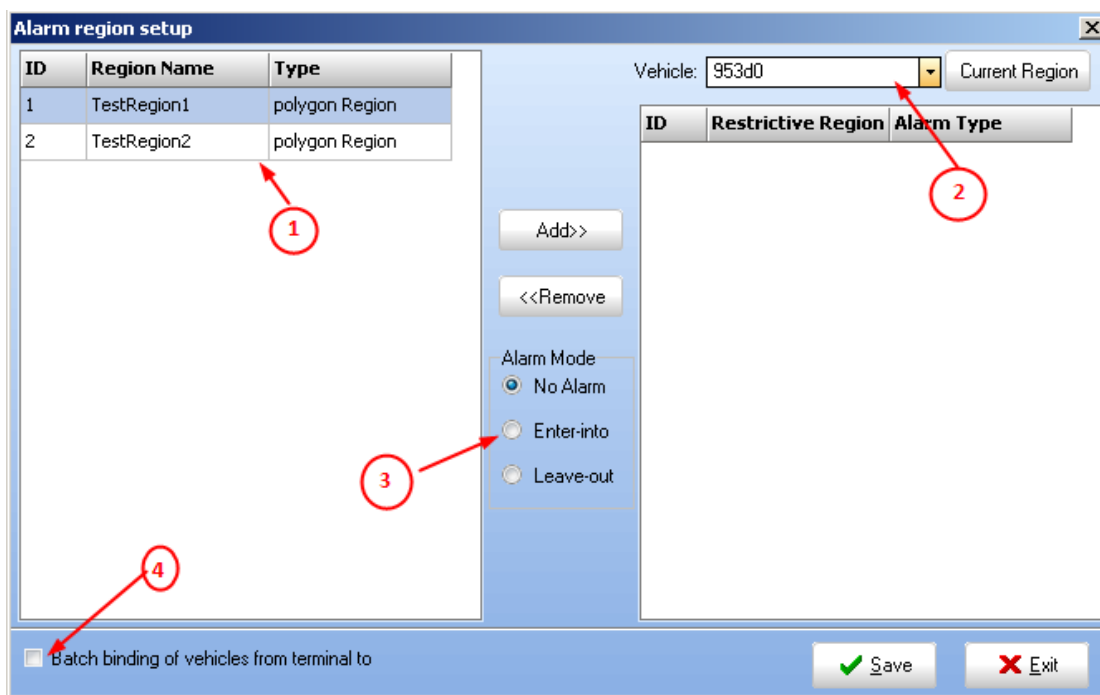 Alarm region setup
ID Region Name Type
1 TestRegion1 polygon Region
2 TestRegion2 polygon Region
1
Vehicle: 953d0 Current Region
ID Restrictive Region Alarm Type
2
Add>>
<<Remove
Alarm Mode
No Alarm
Enter-into
Leave-out
3
4
Batch binding of vehicles from terminal to
Save Exit